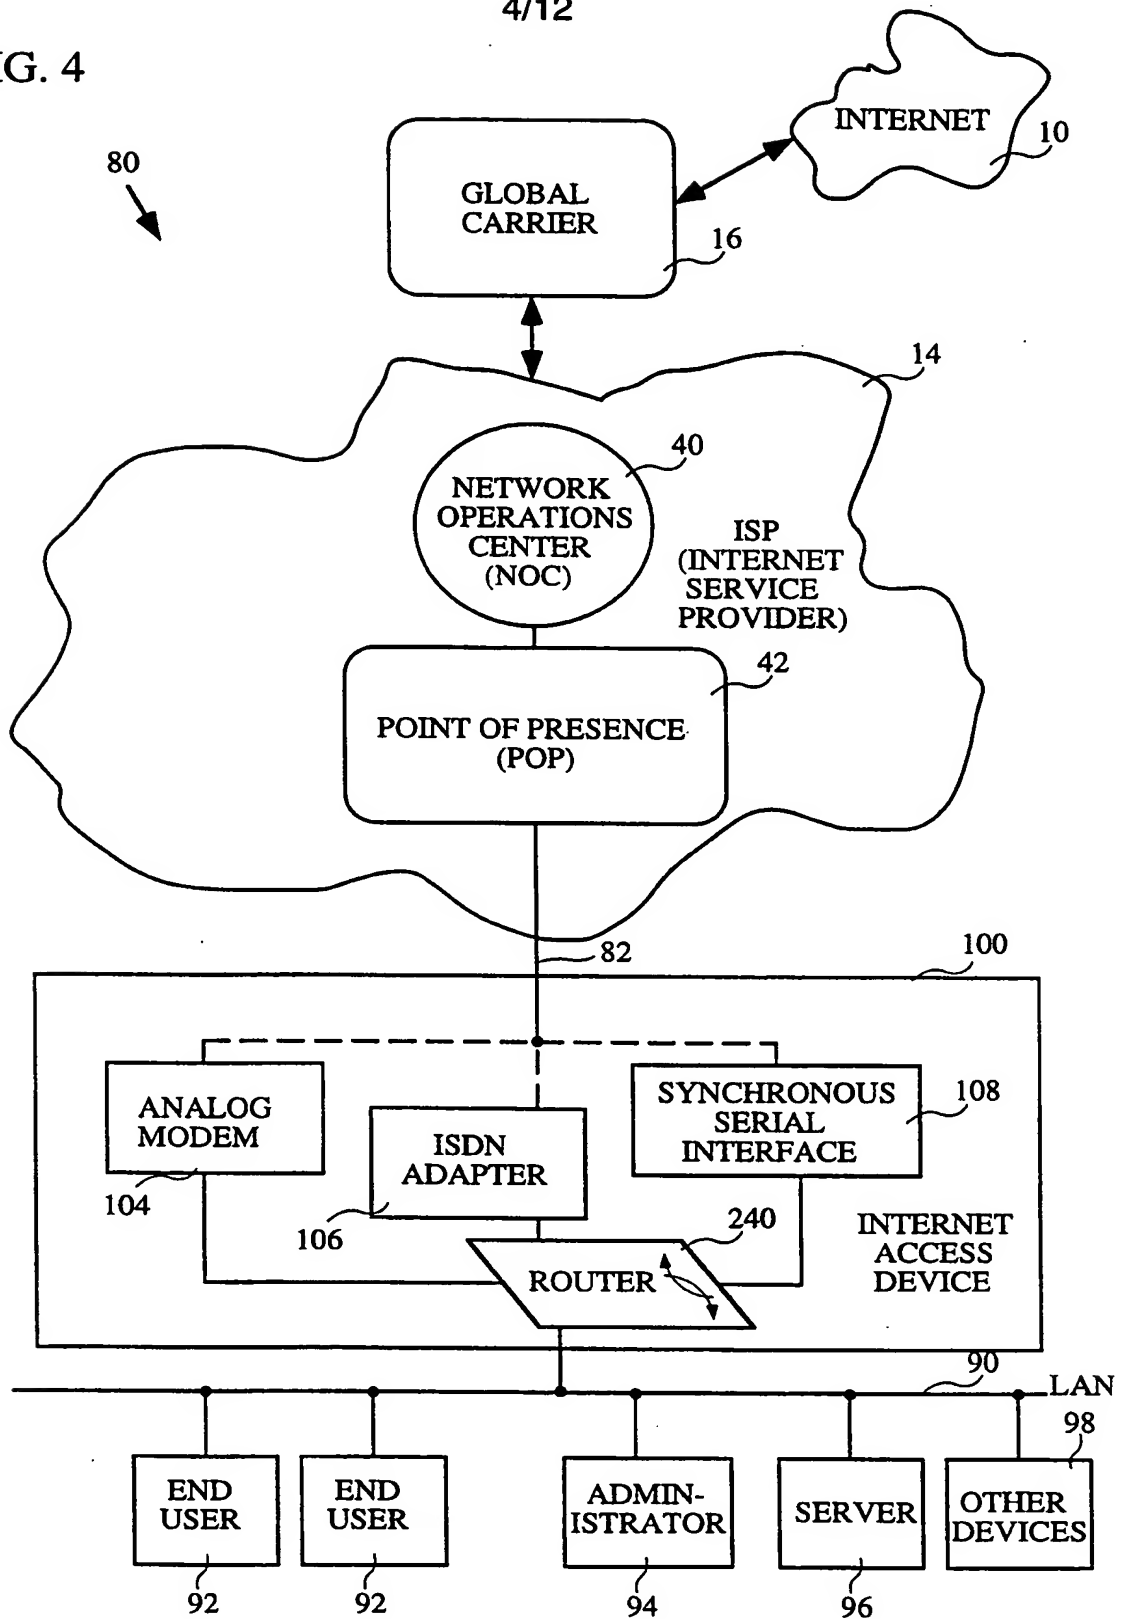 4/12
IG. 4
INTERNET
10
80
GLOBAL
CARRIER
16
14
40
NETWORK
OPERATIONS
CENTER
(NOC)
ISP
(INTERNET
SERVICE
PROVIDER)
42
POINT OF PRESENCE
(POP)
82
100
ANALOG
MODEM
104
ISDN
ADAPTER
106
SYNCHRONOUS
SERIAL
INTERFACE
108
240
ROUTER
INTERNET
ACCESS
DEVICE
90
LAN
98
END
USER
92
END
USER
92
ADMIN-
ISTRATOR
94
SERVER
96
OTHER
DEVICES